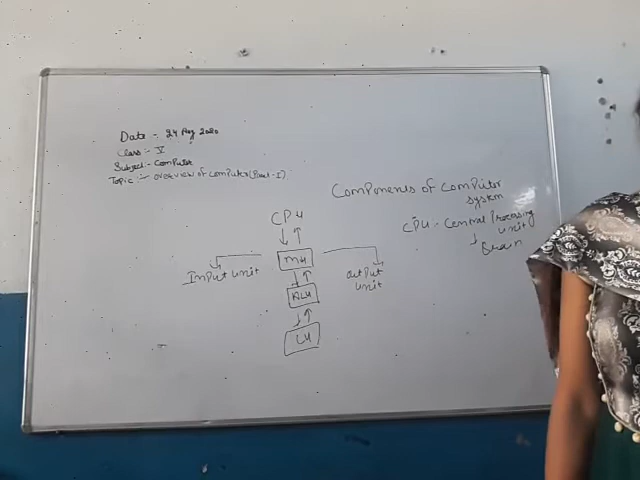 Date :- 24 Aug 2020
Class :- V
Subject :- Computer
Topic :- overview of computer (Part-I)
Components of computer
system
CPU
CPU - Central Processing
unit
Brain
MU
Input unit
output
unit
ALU
CU